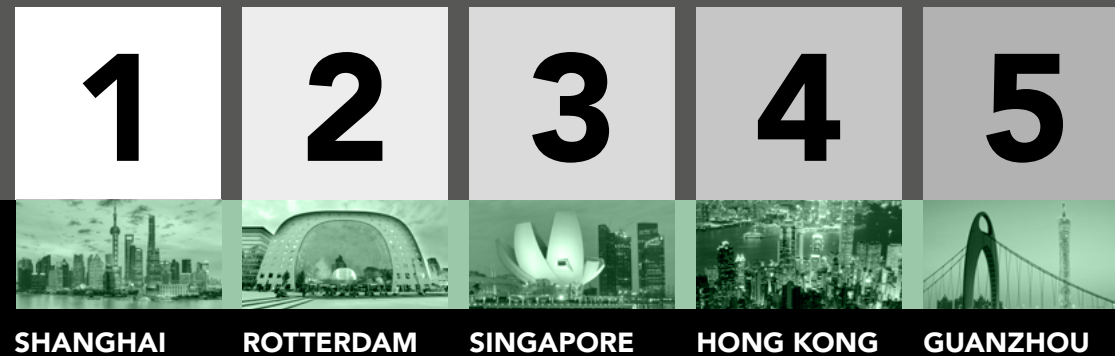 1 2 3 4 5
SHANGHAI ROTTERDAM SINGAPORE HONG KONG GUANZHOU